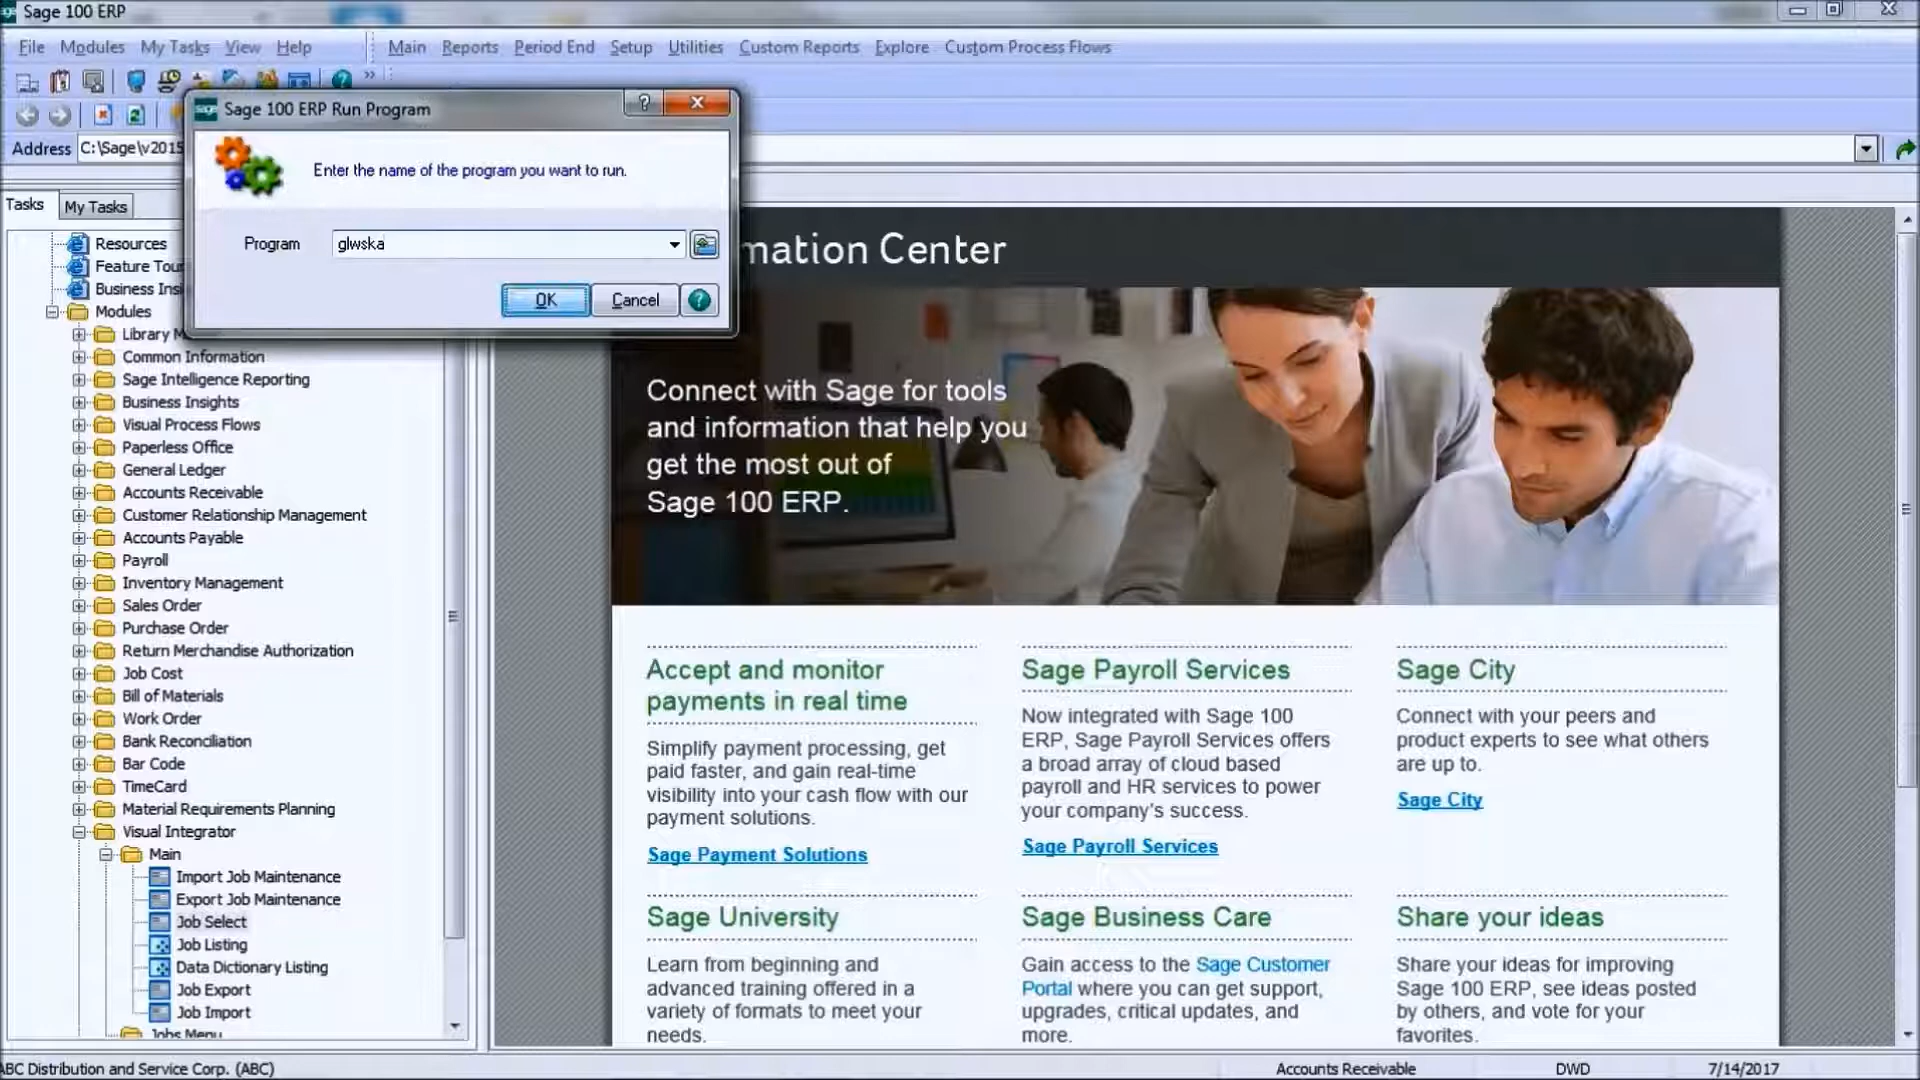 Sage 100 ERP
File Modules My Tasks View Help
Main Reports Period End Setup Utilities Custom Reports Explore Custom Process Flows
»
Sage 100 ERP Run Program
Enter the name of the program you want to run.
Program glwska
OK Cancel
Address C:\Sage\v2015
Tasks My Tasks
Resources
Feature Tour
Business Ins
Modules
Library M
Common Information
Sage Intelligence Reporting
Business Insights
Visual Process Flows
Paperless Office
General Ledger
Accounts Receivable
Customer Relationship Management
Accounts Payable
Payroll
Inventory Management
Sales Order
Purchase Order
Return Merchandise Authorization
Job Cost
Bill of Materials
Work Order
Bank Reconciliation
Bar Code
TimeCard
Material Requirements Planning
Visual Integrator
Main
Import Job Maintenance
Export Job Maintenance
Job Select
Job Listing
Data Dictionary Listing
Job Export
Job Import
Jobs Menu
mation Center
Connect with Sage for tools
and information that help you
get the most out of
Sage 100 ERP.
Accept and monitor
payments in real time
Simplify payment processing, get
paid faster, and gain real-time
visibility into your cash flow with our
payment solutions.
Sage Payment Solutions
Sage Payroll Services
Now integrated with Sage 100
ERP, Sage Payroll Services offers
a broad array of cloud based
payroll and HR services to power
your company's success.
Sage Payroll Services
Sage City
Connect with your peers and
product experts to see what others
are up to.
Sage City
Sage University
Learn from beginning and
advanced training offered in a
variety of formats to meet your
needs.
Sage Business Care
Gain access to the Sage Customer
Portal where you can get support,
upgrades, critical updates, and
more.
Share your ideas
Share your ideas for improving
Sage 100 ERP, see ideas posted
by others, and vote for your
favorites.
ABC Distribution and Service Corp. (ABC)
Accounts Receivable
DWD
7/14/2017